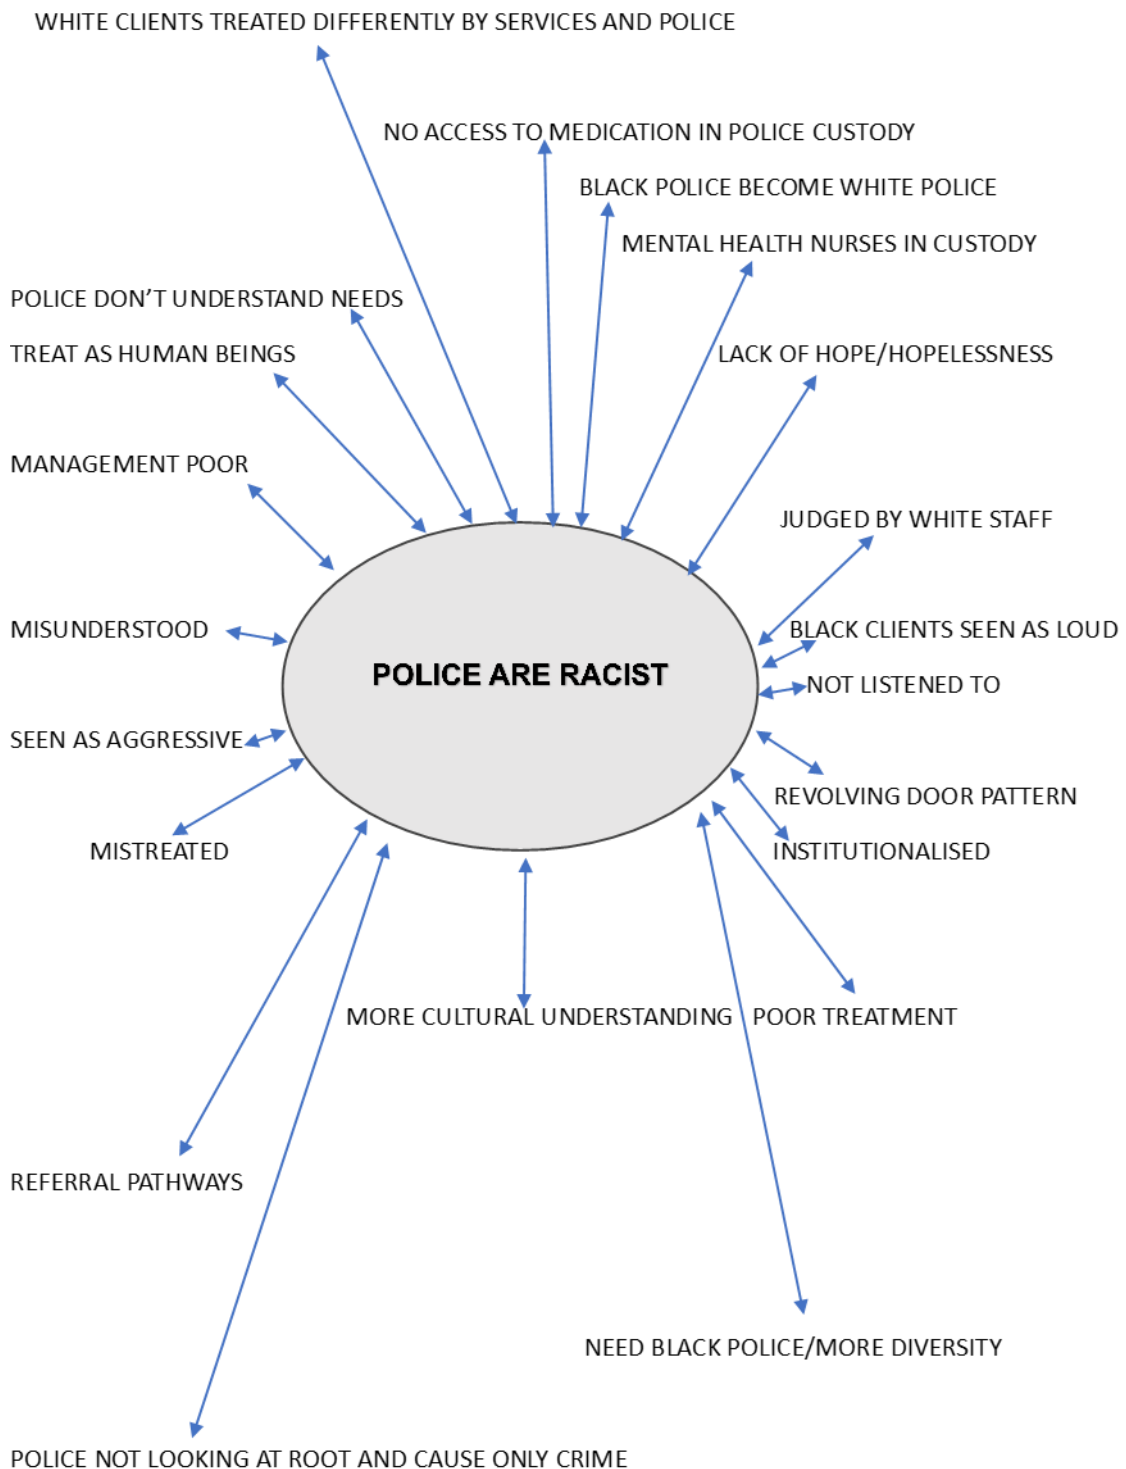 WHITE CLIENTS TREATED DIFFERENTLY BY SERVICES AND POLICE
NO ACCESS TO MEDICATION IN POLICE CUSTODY
BLACK POLICE BECOME WHITE POLICE
MENTAL HEALTH NURSES IN CUSTODY
POLICE DON’T UNDERSTAND NEEDS
TREAT AS HUMAN BEINGS
LACK OF HOPE/HOPELESSNESS
MANAGEMENT POOR
JUDGED BY WHITE STAFF
MISUNDERSTOOD
BLACK CLIENTS SEEN AS LOUD
POLICE ARE RACIST
NOT LISTENED TO
SEEN AS AGGRESSIVE
REVOLVING DOOR PATTERN
MISTREATED
INSTITUTIONALISED
MORE CULTURAL UNDERSTANDING
POOR TREATMENT
REFERRAL PATHWAYS
NEED BLACK POLICE/MORE DIVERSITY
POLICE NOT LOOKING AT ROOT AND CAUSE ONLY CRIME